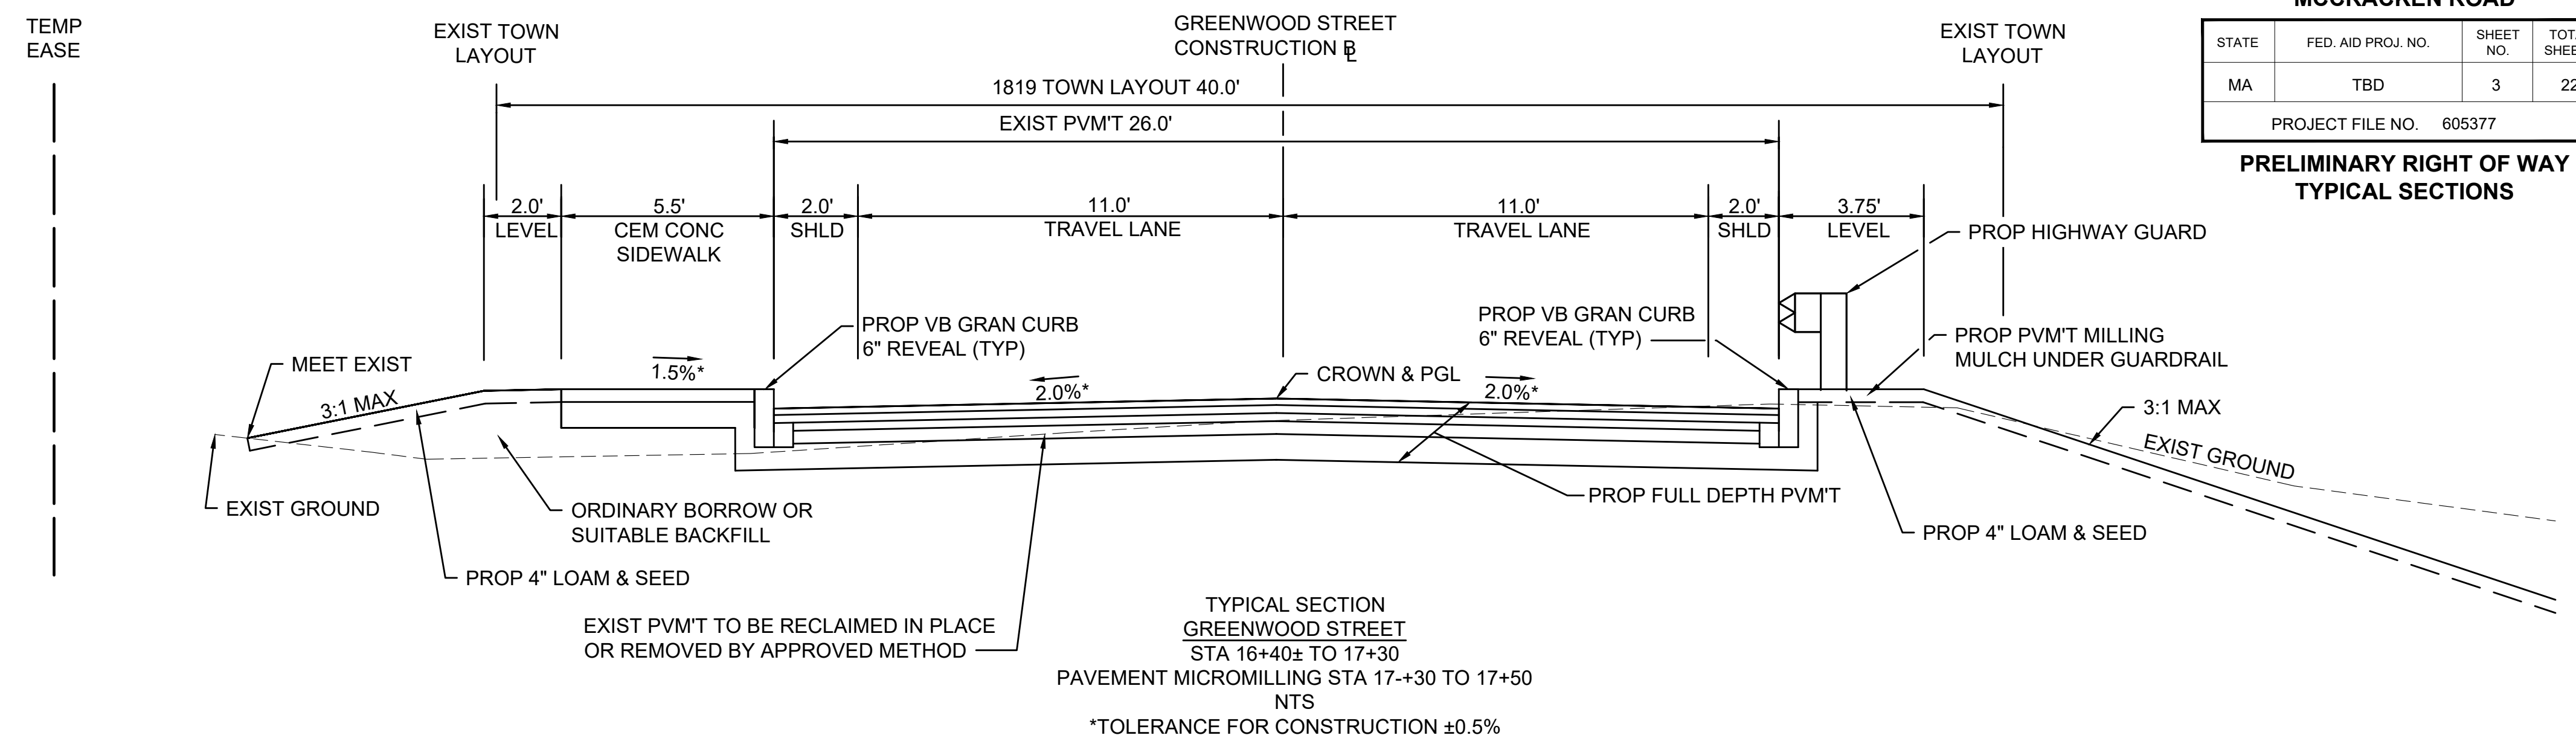 TEMP
EASE
EXIST TOWN
LAYOUT
GREENWOOD STREET
CONSTRUCTION BL
EXIST TOWN
LAYOUT
1819 TOWN LAYOUT 40.0'
EXIST PVM'T 26.0'
2.0'
LEVEL
5.5'
CEM CONC
SIDEWALK
2.0'
SHLD
11.0'
TRAVEL LANE
11.0'
TRAVEL LANE
2.0'
SHLD
3.75'
LEVEL
MCCRACKEN ROAD
STATE
FED. AID PROJ. NO.
SHEET
NO.
MA
TBD
3
22
PROJECT FILE NO. 605377
PRELIMINARY RIGHT OF WAY
TYPICAL SECTIONS
PROP HIGHWAY GUARD
PROP VB GRAN CURB
6" REVEAL (TYP)
PROP VB GRAN CURB
6" REVEAL (TYP)
PROP PVM'T MILLING
MULCH UNDER GUARDRAIL
MEET EXIST
3:1 MAX
1.5%*
2.0%*
CROWN & PGL
2.0%*
3:1 MAX
EXIST GROUND
EXIST GROUND
ORDINARY BORROW OR
SUITABLE BACKFILL
PROP FULL DEPTH PVM'T
PROP 4" LOAM & SEED
PROP 4" LOAM & SEED
EXIST PVM'T TO BE RECLAIMED IN PLACE
OR REMOVED BY APPROVED METHOD
TYPICAL SECTION
GREENWOOD STREET
STA 16+40± TO 17+30
PAVEMENT MICROMILLING STA 17-+30 TO 17+50
NTS
*TOLERANCE FOR CONSTRUCTION ±0.5%